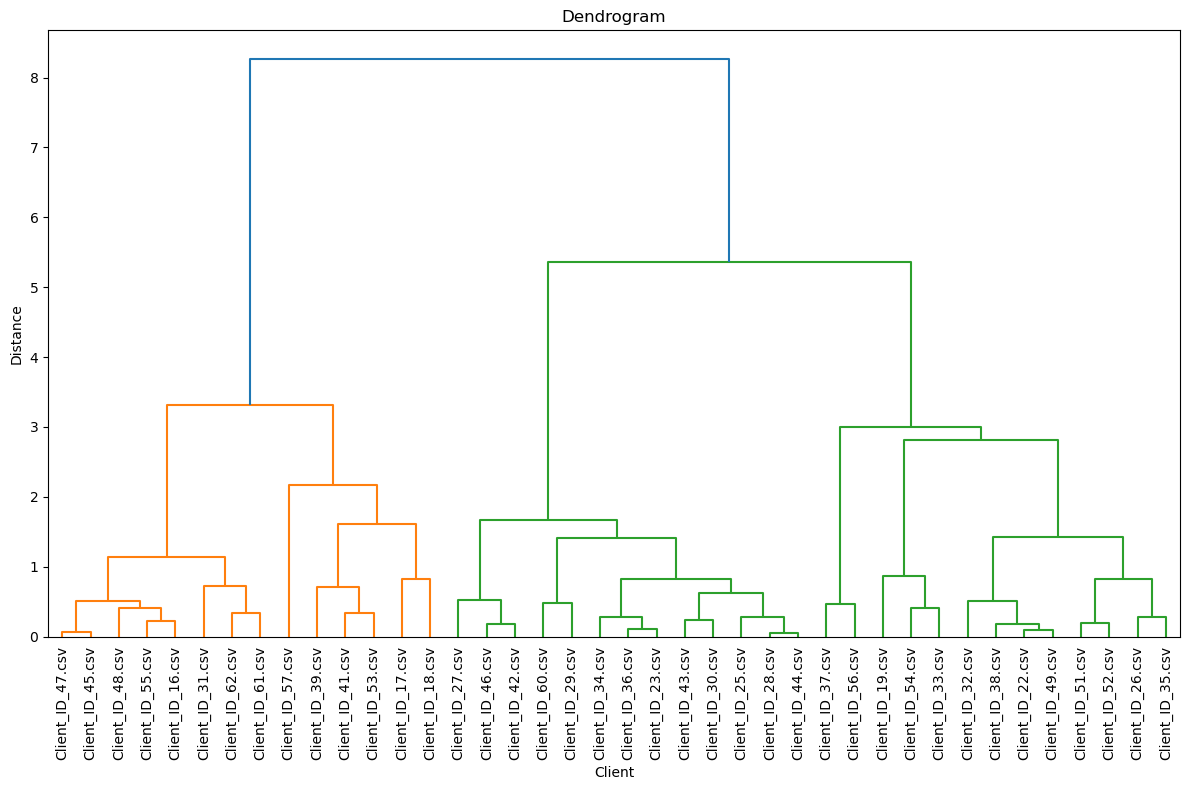 Dendrogram
8
7
6
5
4
3
2
1
0
Distance
Client_ID_47.csv
Client_ID_45.csv
Client_ID_48.csv
Client_ID_55.csv
Client_ID_16.csv
Client_ID_31.csv
Client_ID_62.csv
Client_ID_61.csv
Client_ID_57.csv
Client_ID_39.csv
Client_ID_41.csv
Client_ID_53.csv
Client_ID_17.csv
Client_ID_18.csv
Client_ID_27.csv
Client_ID_46.csv
Client_ID_42.csv
Client_ID_60.csv
Client_ID_29.csv
Client_ID_34.csv
Client_ID_36.csv
Client_ID_23.csv
Client_ID_43.csv
Client_ID_30.csv
Client_ID_25.csv
Client_ID_28.csv
Client_ID_44.csv
Client_ID_37.csv
Client_ID_56.csv
Client_ID_19.csv
Client_ID_54.csv
Client_ID_33.csv
Client_ID_32.csv
Client_ID_38.csv
Client_ID_22.csv
Client_ID_49.csv
Client_ID_51.csv
Client_ID_52.csv
Client_ID_26.csv
Client_ID_35.csv
Client